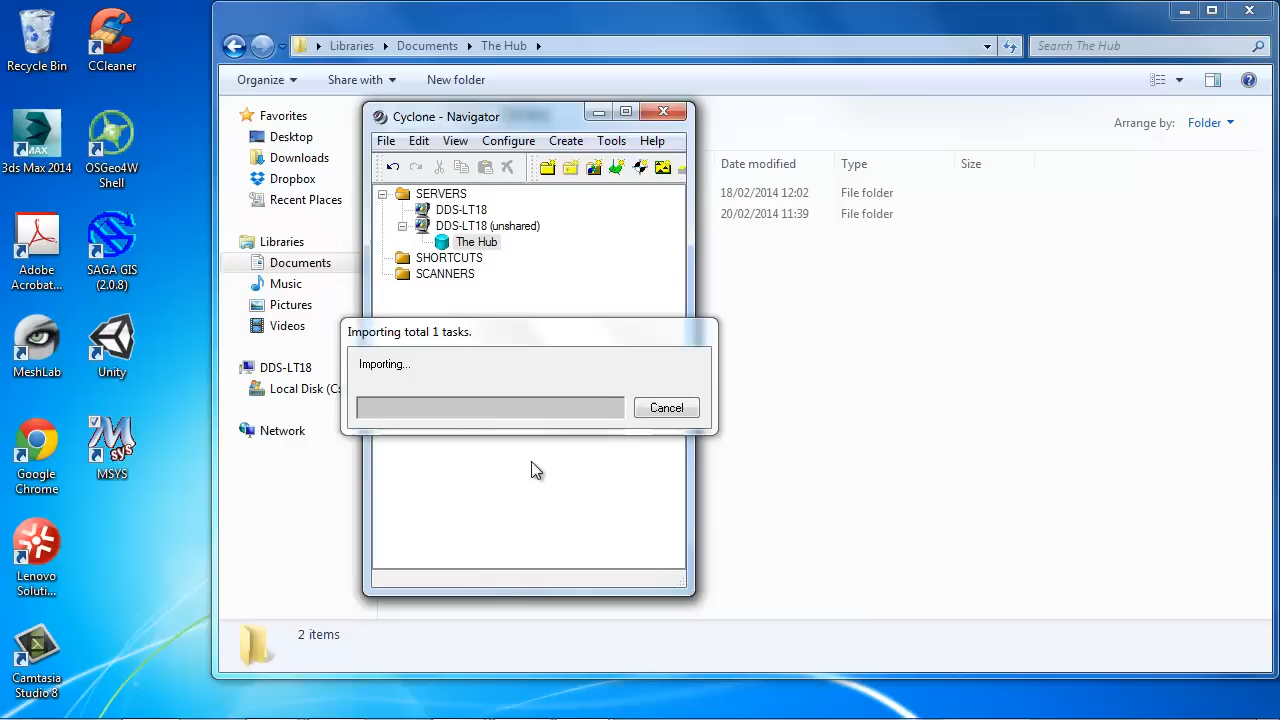 Recycle Bin
CCleaner
3ds Max 2014
OSGeo4W
Shell
Adobe
Acrobat...
SAGA GIS
(2.0.8)
MeshLab
Unity
Google
Chrome
MSYS
Lenovo
Soluti...
Camtasia
Studio 8
Libraries
Documents
The Hub
Search The Hub
Organize
Share with
New folder
Favorites
Desktop
Downloads
Dropbox
Recent Places
Libraries
Documents
Music
Pictures
Videos
DDS-LT18
Local Disk (C:
Network
Arrange by: Folder
Date modified
Type
Size
18/02/2014 12:02
File folder
20/02/2014 11:39
File folder
2 items
Cyclone - Navigator
File Edit View Configure Create Tools Help
SERVERS
DDS-LT18
DDS-LT18 (unshared)
The Hub
SHORTCUTS
SCANNERS
Importing total 1 tasks.
Importing...
Cancel